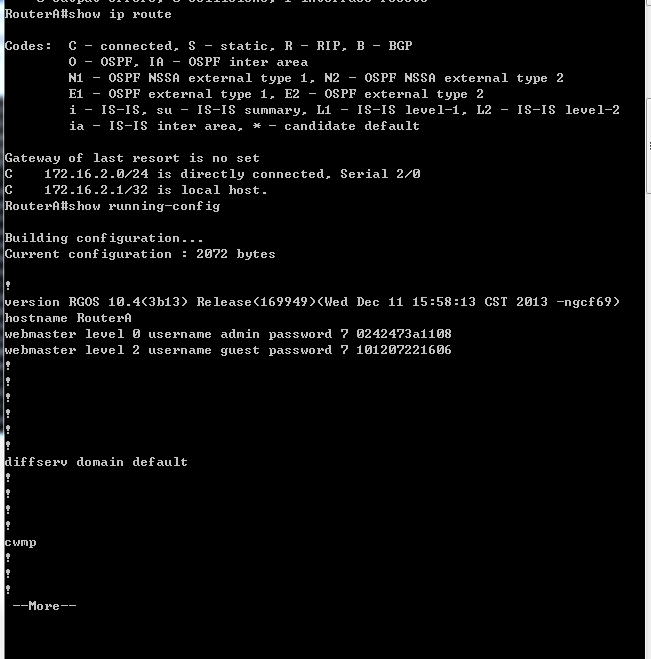 RouterA#show ip route
Codes:  C - connected, S - static, R - RIP, B - BGP
        O - OSPF, IA - OSPF inter area
        N1 - OSPF NSSA external type 1, N2 - OSPF NSSA external type 2
        E1 - OSPF external type 1, E2 - OSPF external type 2
        i - IS-IS, su - IS-IS summary, L1 - IS-IS level-1, L2 - IS-IS level-2
        ia - IS-IS inter area, * - candidate default
Gateway of last resort is no set
C    172.16.2.0/24 is directly connected, Serial 2/0
C    172.16.2.1/32 is local host.
RouterA#show running-config
Building configuration...
Current configuration : 2072 bytes
!
version RGOS 10.4(3b13) Release(169949)(Wed Dec 11 15:58:13 CST 2013 -ngcf69)
hostname RouterA
webmaster level 0 username admin password 7 0242473a1108
webmaster level 2 username guest password 7 101207221606
!
!
!
!
!
!
diffserv domain default
!
!
!
!
cwmp
!
!
!
 --More--